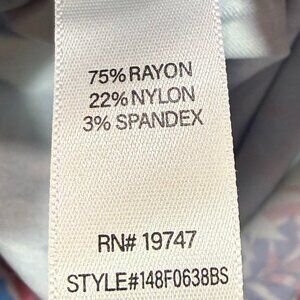 75% RAYON
22% NYLON
3% SPANDEX
RN# 19747
STYLE#148F0638BS